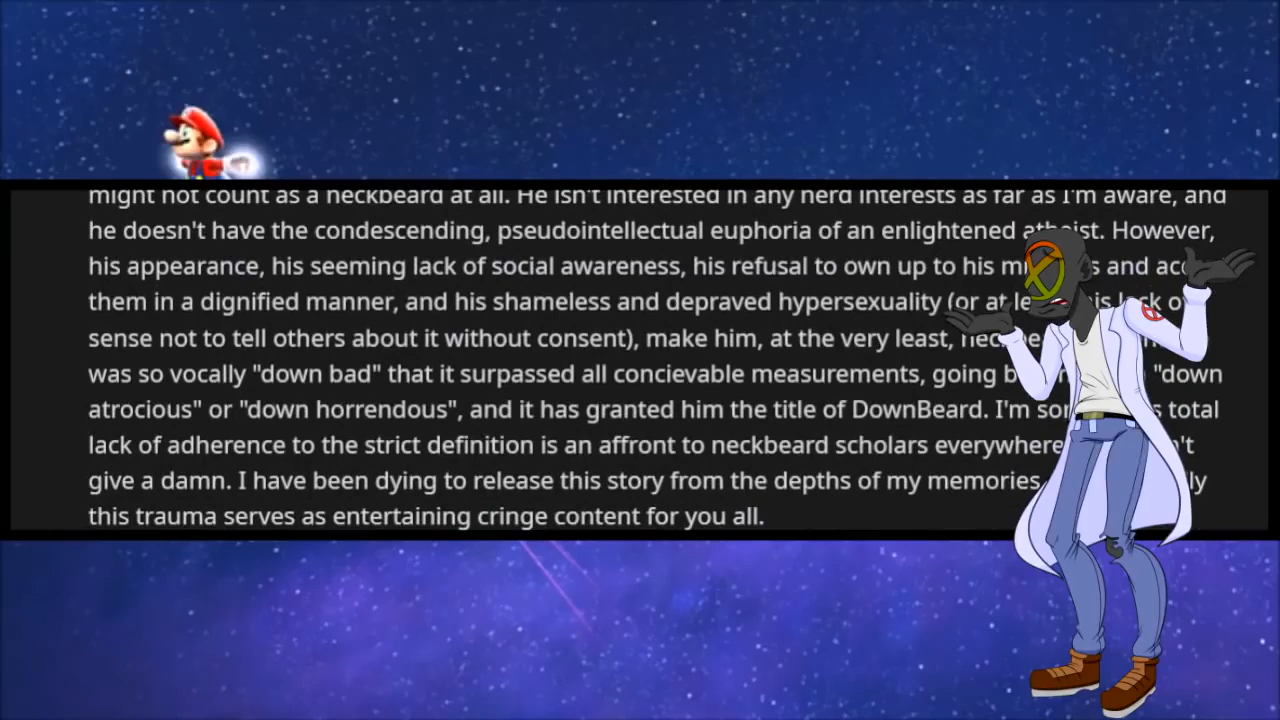 might not count as a neckbeard at all. He isn't interested in any nerd interests as far as I'm aware, and
he doesn't have the condescending, pseudointellectual euphoria of an enlightened atheist. However,
his appearance, his seeming lack of social awareness, his refusal to own up to his and
them in a dignified manner, and his shameless and depraved hypersexuality (or at
sense not to tell others about it without consent), make him, at the very least,
was so vocally "down bad" that it surpassed all concievable measurements, going "down
atrocious" or "down horrendous", and it has granted him the title of DownBeard. I'm total
lack of adherence to the strict definition is an affront to neckbeard scholars everywhere
give a damn. I have been dying to release this story from the depths of my memories
this trauma serves as entertaining cringe content for you all.